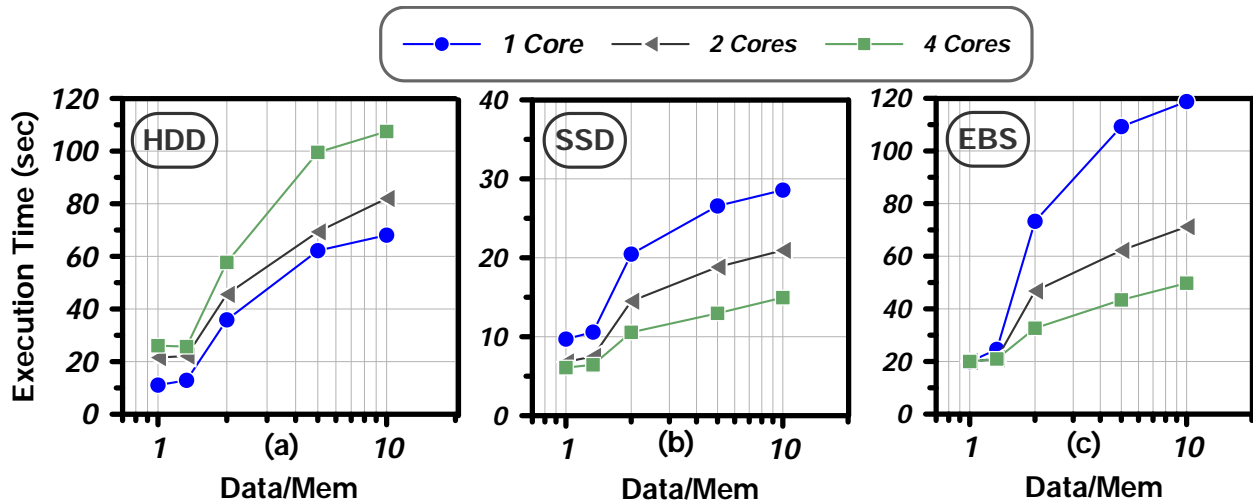 1 Core 2 Cores 4 Cores
Execution Time (sec)
120
100
80
60
40
20
0
HDD
1 (a) 10
Data/Mem
40
30
20
10
0
SSD
1 (b) 10
Data/Mem
120
100
80
60
40
20
0
EBS
1 (c) 10
Data/Mem